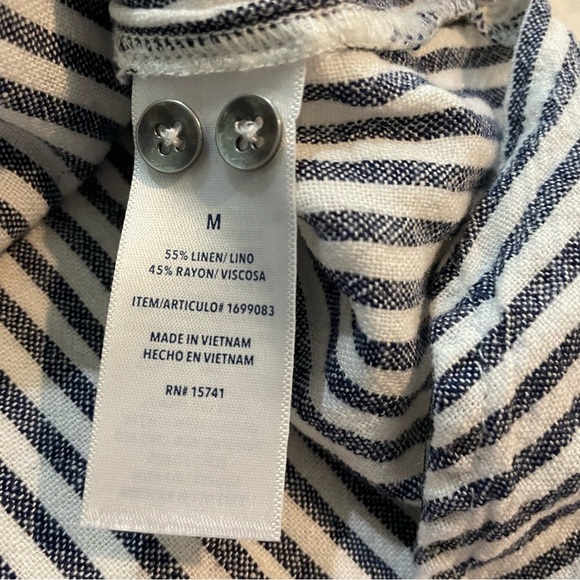 M
55% LINEN/ LINO
45% RAYON/ VISCOSA
ITEM/ARTICULO# 1699083
MADE IN VIETNAM
HECHO EN VIETNAM
RN# 15741